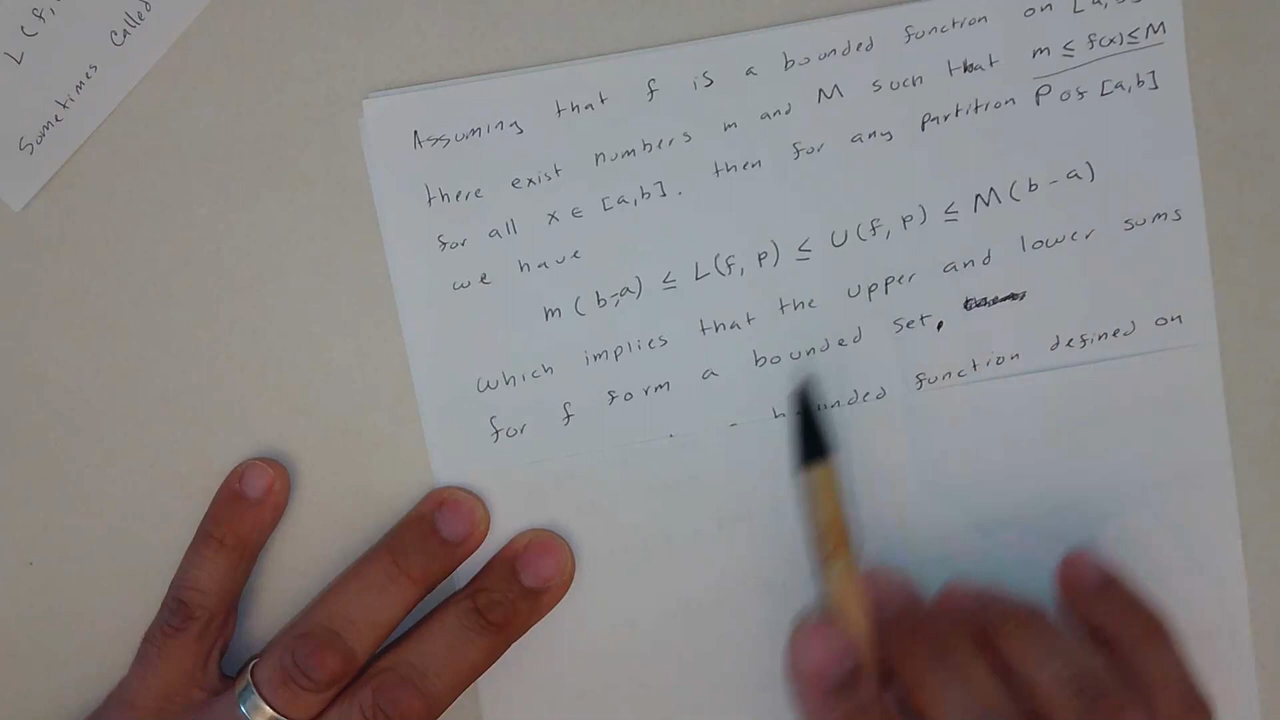 L(f,
Sometimes called
Assuming that f is a bounded function on [a,
there exist numbers m and M such that m ≤ f(x) ≤ M
for all x ∈ [a,b]. then for any partition P of [a,b]
we have
m(b-a) ≤ L(f, p) ≤ U(f, p) ≤ M(b-a)
which implies that the upper and lower sums
for f form a bounded set.
bounded function defined on